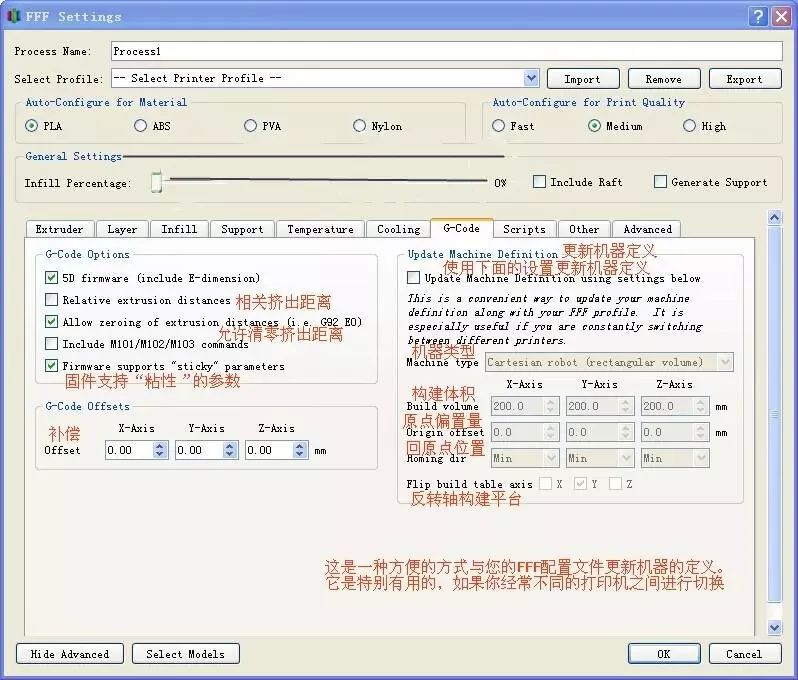 FFF Settings
Process Name: Process1
Select Profile: -- Select Printer Profile -- Import Remove Export
Auto-Configure for Material
PLA ABS PVA Nylon
Auto-Configure for Print Quality
Fast Medium High
General Settings
Infill Percentage: 0% Include Raft Generate Support
Extruder Layer Infill Support Temperature Cooling G-Code Scripts Other Advanced
G-Code Options
5D firmware (include E-dimension)
Relative extrusion distances 相关挤出距离
Allow zeroing of extrusion distances (i.e. G92 E0)
允许清零挤出距离
Include M101/M102/M103 commands
Firmware supports "sticky" parameters
固件支持“粘性 ”的参数
G-Code Offsets
X-Axis Y-Axis Z-Axis
补偿
Offset 0.00 0.00 0.00 mm
Update Machine Definition 更新机器定义
使用下面的设置更新机器定义
Update Machine Definition using settings below
This is a convenient way to update your machine
definition along with your FFF profile. It is
especially useful if you are constantly switching
between different printers.
机器类型
Machine type Cartesian robot (rectangular volume)
X-Axis Y-Axis Z-Axis
构建体积
Build volume 200.0 200.0 200.0 mm
原点偏置量
Origin offset 0.0 0.0 0.0 mm
回原点位置
Homing dir Min Min Min
Flip build table axis X Y Z
反转轴构建平台
这是一种方便的方式与您的FFF配置文件更新机器的定义。
它是特别有用的，如果你经常不同的打印机之间进行切换
Hide Advanced Select Models OK Cancel